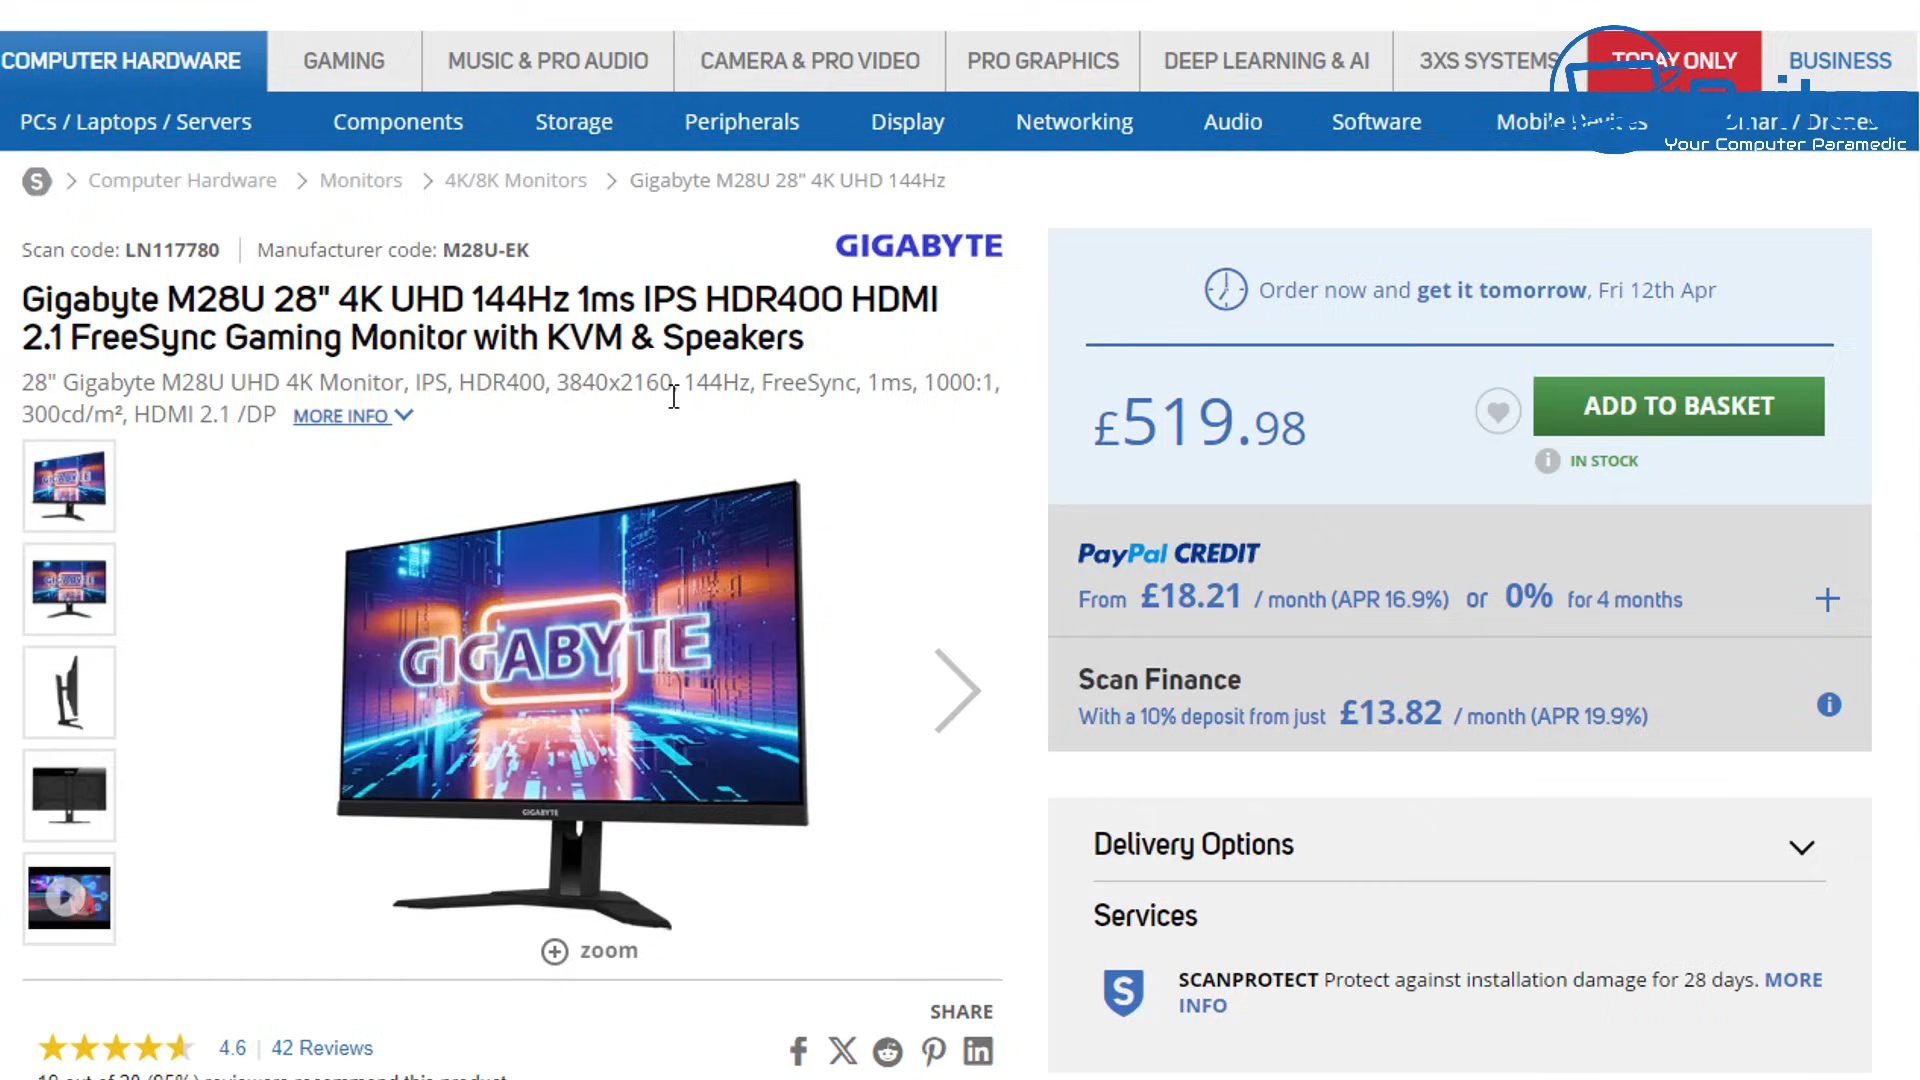 COMPUTER HARDWARE
GAMING
MUSIC & PRO AUDIO
CAMERA & PRO VIDEO
PRO GRAPHICS
DEEP LEARNING & AI
3XS SYSTEMS
TODAY ONLY
BUSINESS
PCs / Laptops / Servers
Components
Storage
Peripherals
Display
Networking
Audio
Software
Mobile Devices
Smart / Drones
Your Computer Paramedic
S
Computer Hardware
Monitors
4K/8K Monitors
Gigabyte M28U 28" 4K UHD 144Hz
Scan code: LN117780
Manufacturer code: M28U-EK
GIGABYTE
Gigabyte M28U 28" 4K UHD 144Hz 1ms IPS HDR400 HDMI
2.1 FreeSync Gaming Monitor with KVM & Speakers
28" Gigabyte M28U UHD 4K Monitor, IPS, HDR400, 3840x2160, 144Hz, FreeSync, 1ms, 1000:1,
300cd/m², HDMI 2.1 /DP MORE INFO
GIGABYTE
GIGABYTE
zoom
SHARE
4.6 | 42 Reviews
Order now and get it tomorrow, Fri 12th Apr
£519.98
ADD TO BASKET
IN STOCK
PayPal CREDIT
From £18.21 / month (APR 16.9%) or 0% for 4 months
Scan Finance
With a 10% deposit from just £13.82 / month (APR 19.9%)
Delivery Options
Services
S
SCANPROTECT Protect against installation damage for 28 days. MORE
INFO